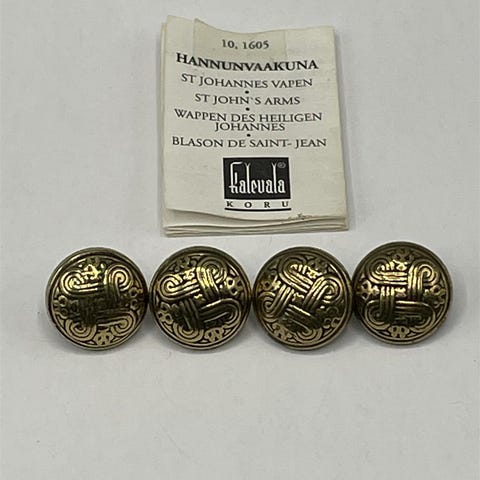 10, 1605
HANNUNVAAKUNA
ST JOHANNES VAPEN
•
ST JOHN`S ARMS
•
WAPPEN DES HEILIGEN
JOHANNES
•
BLASON DE SAINT- JEAN
Kalevala®
KORU